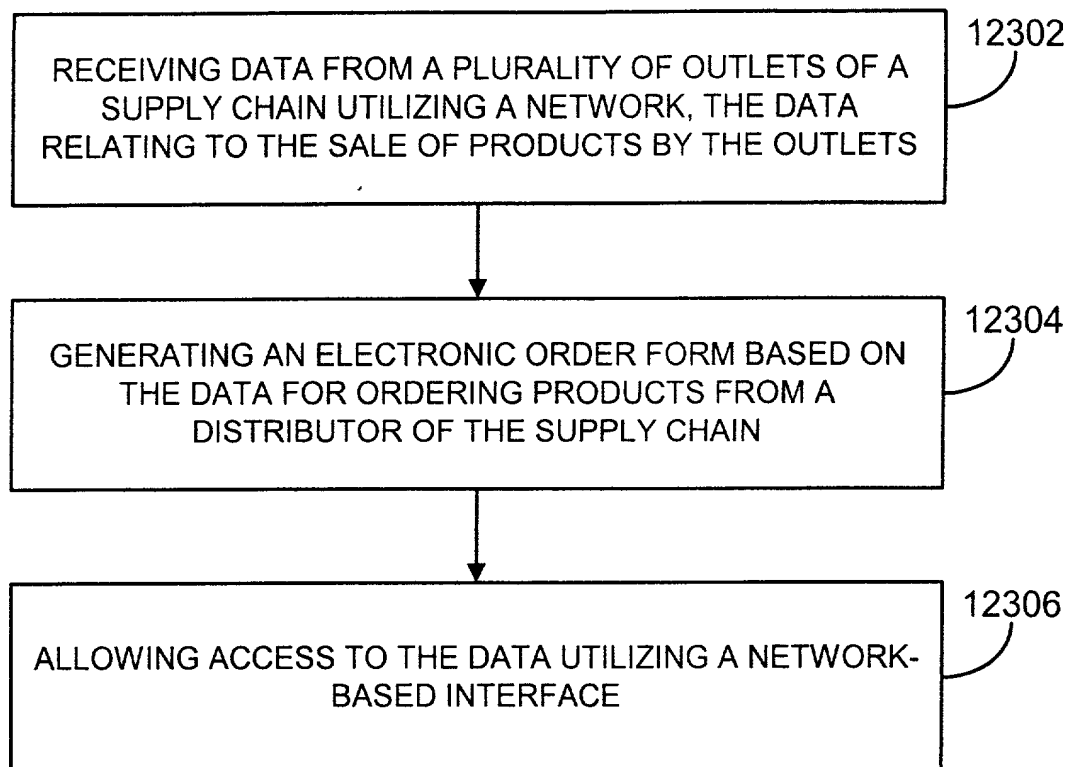 12302
RECEIVING DATA FROM A PLURALITY OF OUTLETS OF A
SUPPLY CHAIN UTILIZING A NETWORK, THE DATA
RELATING TO THE SALE OF PRODUCTS BY THE OUTLETS
12304
GENERATING AN ELECTRONIC ORDER FORM BASED ON
THE DATA FOR ORDERING PRODUCTS FROM A
DISTRIBUTOR OF THE SUPPLY CHAIN
12306
ALLOWING ACCESS TO THE DATA UTILIZING A NETWORK-
BASED INTERFACE